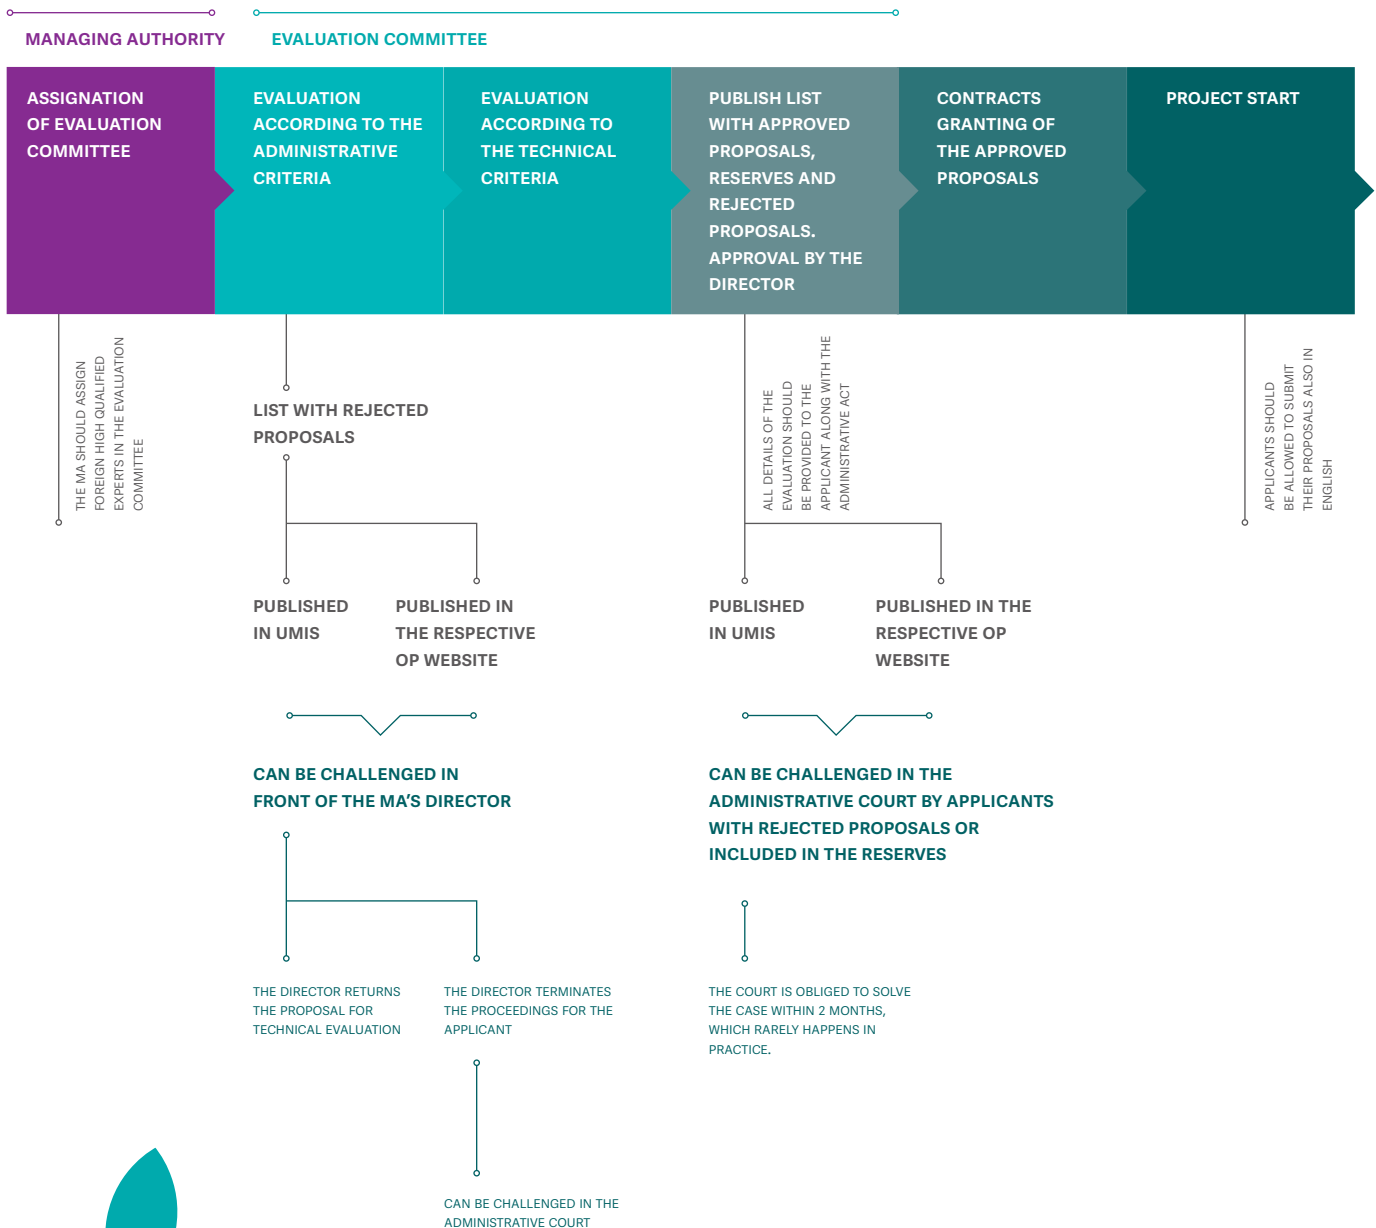 MANAGING AUTHORITY
EVALUATION COMMITTEE
ASSIGNATION
OF EVALUATION
COMMITTEE
EVALUATION
ACCORDING TO THE
ADMINISTRATIVE
CRITERIA
EVALUATION
ACCORDING TO
THE TECHNICAL
CRITERIA
PUBLISH LIST
WITH APPROVED
PROPOSALS,
RESERVES AND
REJECTED
PROPOSALS.
APPROVAL BY THE
DIRECTOR
CONTRACTS
GRANTING OF
THE APPROVED
PROPOSALS
PROJECT START
THE MA SHOULD ASSIGN
FOREIGN HIGH QUALIFIED
EXPERTS IN THE EVALUATION
COMMITTEE
LIST WITH REJECTED
PROPOSALS
ALL DETAILS OF THE
EVALUATION SHOULD
BE PROVIDED TO THE
APPLICANT ALONG WITH THE
ADMINISTRATIVE ACT
APPLICANTS SHOULD
BE ALLOWED TO SUBMIT
THEIR PROPOSALS ALSO IN
ENGLISH
PUBLISHED
IN UMIS
PUBLISHED IN
THE RESPECTIVE
OP WEBSITE
PUBLISHED
IN UMIS
PUBLISHED IN THE
RESPECTIVE OP
WEBSITE
CAN BE CHALLENGED IN
FRONT OF THE MA'S DIRECTOR
CAN BE CHALLENGED IN THE
ADMINISTRATIVE COURT BY APPLICANTS
WITH REJECTED PROPOSALS OR
INCLUDED IN THE RESERVES
THE DIRECTOR RETURNS
THE PROPOSAL FOR
TECHNICAL EVALUATION
THE DIRECTOR TERMINATES
THE PROCEEDINGS FOR THE
APPLICANT
THE COURT IS OBLIGED TO SOLVE
THE CASE WITHIN 2 MONTHS,
WHICH RARELY HAPPENS IN
PRACTICE.
CAN BE CHALLENGED IN THE
ADMINISTRATIVE COURT